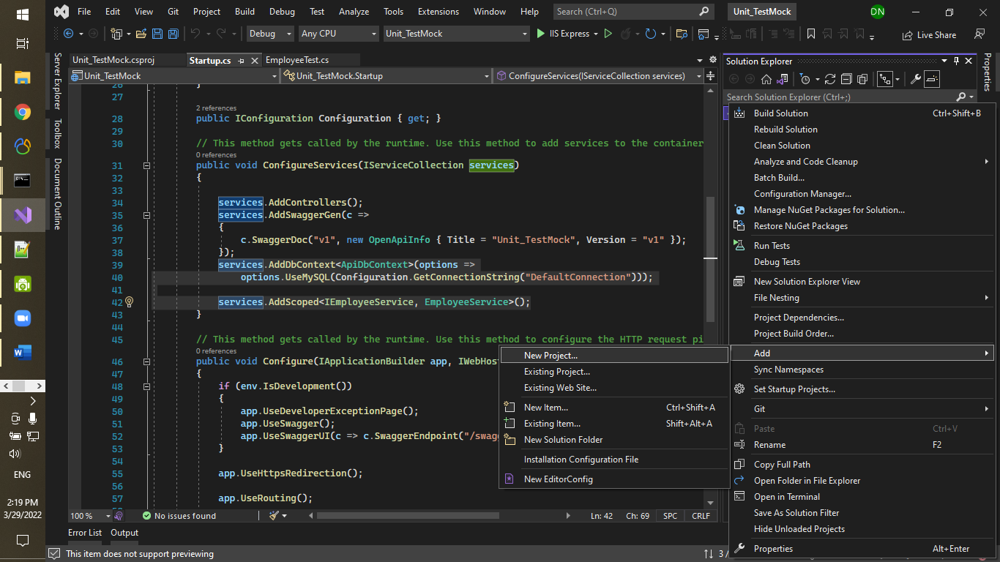 File Edit View Git Project Build Debug Test Analyze Tools Extensions Window Help Search (Ctrl+Q) Unit_TestMock DN
Debug Any CPU Unit_TestMock IIS Express Live Share
Server Explorer
Toolbox
Document Outline
Unit_TestMock.csproj Startup.cs EmployeeTest.cs
Unit_TestMock Unit_TestMock.Startup ConfigureServices(IServiceCollection services)
26 }
27
2 references
28 public IConfiguration Configuration { get; }
29
30 // This method gets called by the runtime. Use this method to add services to the container
0 references
31 public void ConfigureServices(IServiceCollection services)
32 {
33
34 services.AddControllers();
35 services.AddSwaggerGen(c =>
36 {
37 c.SwaggerDoc("v1", new OpenApiInfo { Title = "Unit_TestMock", Version = "v1" });
38 });
39 services.AddDbContext<ApiDbContext>(options =>
40 options.UseMySQL(Configuration.GetConnectionString("DefaultConnection")));
41
42 services.AddScoped<IEmployeeService, EmployeeService>();
43 }
44
45 // This method gets called by the runtime. Use this method to configure the HTTP request pi
0 references
46 public void Configure(IApplicationBuilder app, IWebHos
47 {
48 if (env.IsDevelopment())
49 {
50 app.UseDeveloperExceptionPage();
51 app.UseSwagger();
52 app.UseSwaggerUI(c => c.SwaggerEndpoint("/swagg
53 }
54
55 app.UseHttpsRedirection();
56
57 app.UseRouting();
100 % No issues found Ln: 42 Ch: 69 SPC CRLF
Error List Output
This item does not support previewing 3 /
Solution Explorer
Properties
Search Solution Explorer (Ctrl+;)
Build Solution Ctrl+Shift+B
Rebuild Solution
Clean Solution
Analyze and Code Cleanup
Batch Build...
Configuration Manager...
Manage NuGet Packages for Solution...
Restore NuGet Packages
Run Tests
Debug Tests
New Solution Explorer View
File Nesting
Project Dependencies...
Project Build Order...
Add
Sync Namespaces
Set Startup Projects...
Git
Paste Ctrl+V
Rename F2
Copy Full Path
Open Folder in File Explorer
Open in Terminal
Save As Solution Filter
Hide Unloaded Projects
Properties Alt+Enter
New Project...
Existing Project...
Existing Web Site...
New Item... Ctrl+Shift+A
Existing Item... Shift+Alt+A
New Solution Folder
Installation Configuration File
New EditorConfig
ENG
2:19 PM
3/29/2022